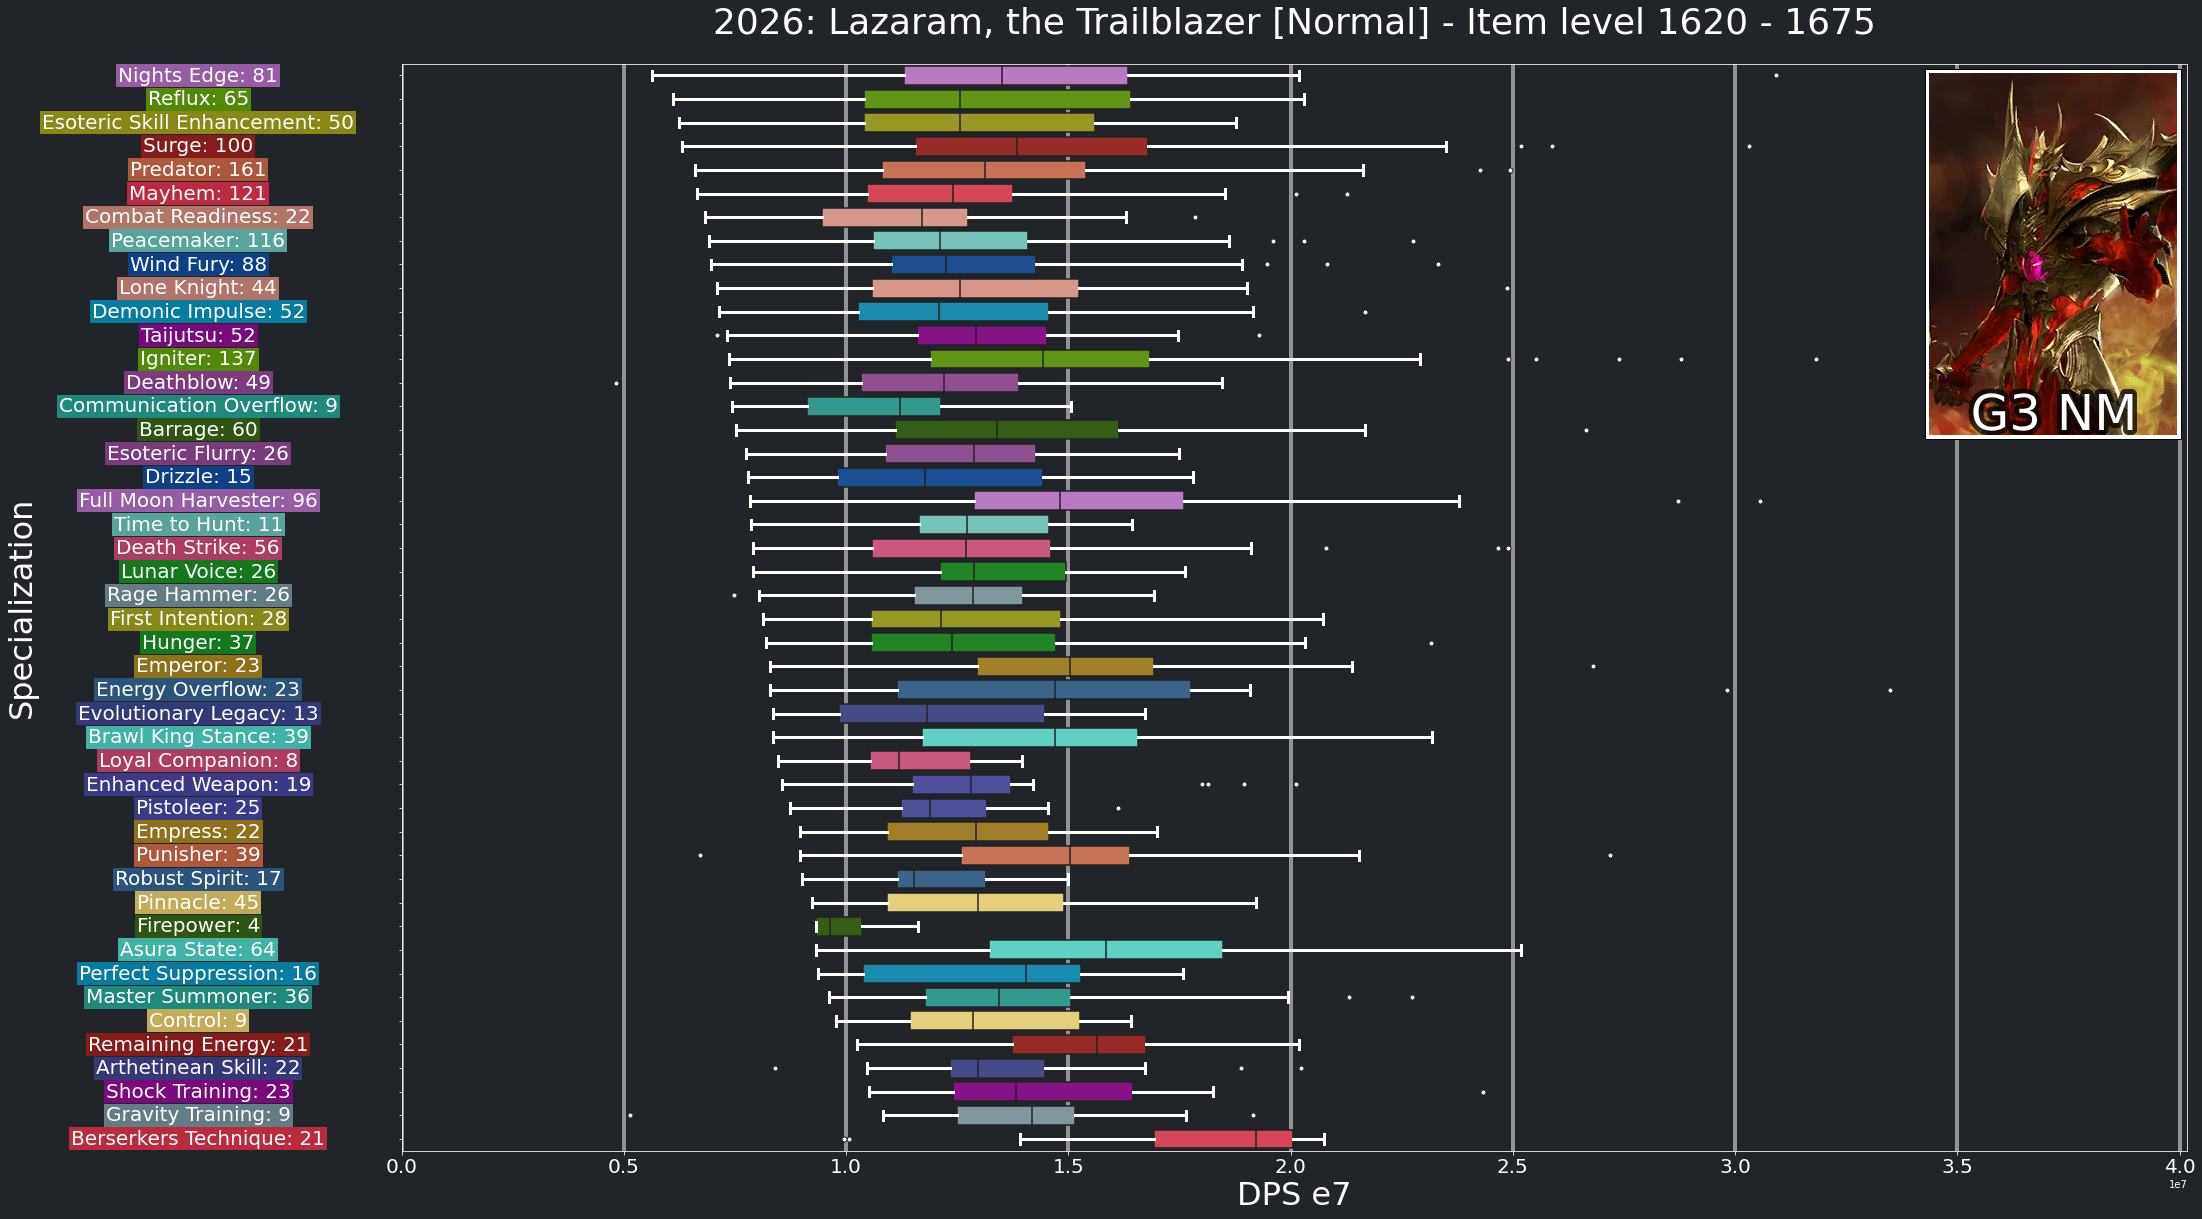 2026: Lazaram, the Trailblazer [Normal] - Item level 1620 - 1675
Nights Edge: 81
Reflux: 65
Esoteric Skill Enhancement: 50
Surge: 100
Predator: 161
Mayhem: 121
Combat Readiness: 22
Peacemaker: 116
Wind Fury: 88
Lone Knight: 44
Demonic Impulse: 52
Taijutsu: 52
Igniter: 137
Deathblow: 49
Communication Overflow: 9
Barrage: 60
Esoteric Flurry: 26
Drizzle: 15
Full Moon Harvester: 96
Time to Hunt: 11
Death Strike: 56
Lunar Voice: 26
Rage Hammer: 26
First Intention: 28
Hunger: 37
Emperor: 23
Energy Overflow: 23
Evolutionary Legacy: 13
Brawl King Stance: 39
Loyal Companion: 8
Enhanced Weapon: 19
Pistoleer: 25
Empress: 22
Punisher: 39
Robust Spirit: 17
Pinnacle: 45
Firepower: 4
Asura State: 64
Perfect Suppression: 16
Master Summoner: 36
Control: 9
Remaining Energy: 21
Arthetinean Skill: 22
Shock Training: 23
Gravity Training: 9
Berserkers Technique: 21
Specialization
G3 NM
0.0 0.5 1.0 1.5 2.0 2.5 3.0 3.5 4.0
1e7
DPS e7